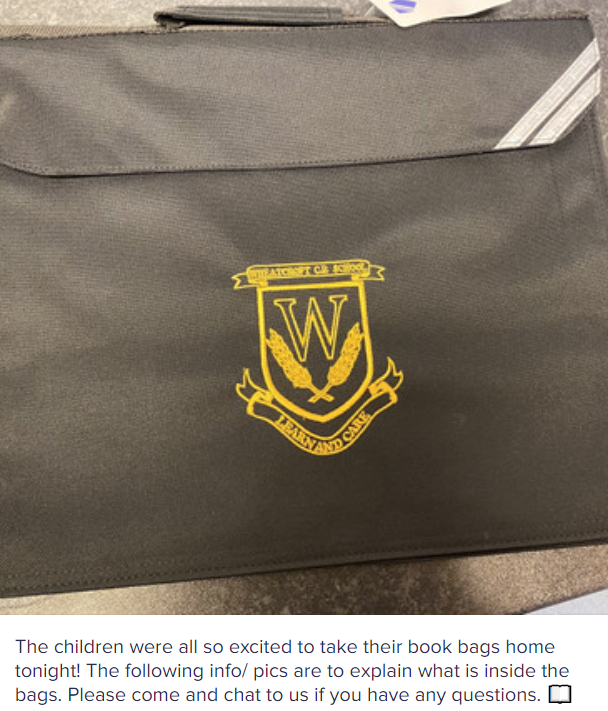 WHEATCROFT C.P. SCHOOL
W
LEARN AND CARE
The children were all so excited to take their book bags home
tonight! The following info/ pics are to explain what is inside the
bags. Please come and chat to us if you have any questions. 📖